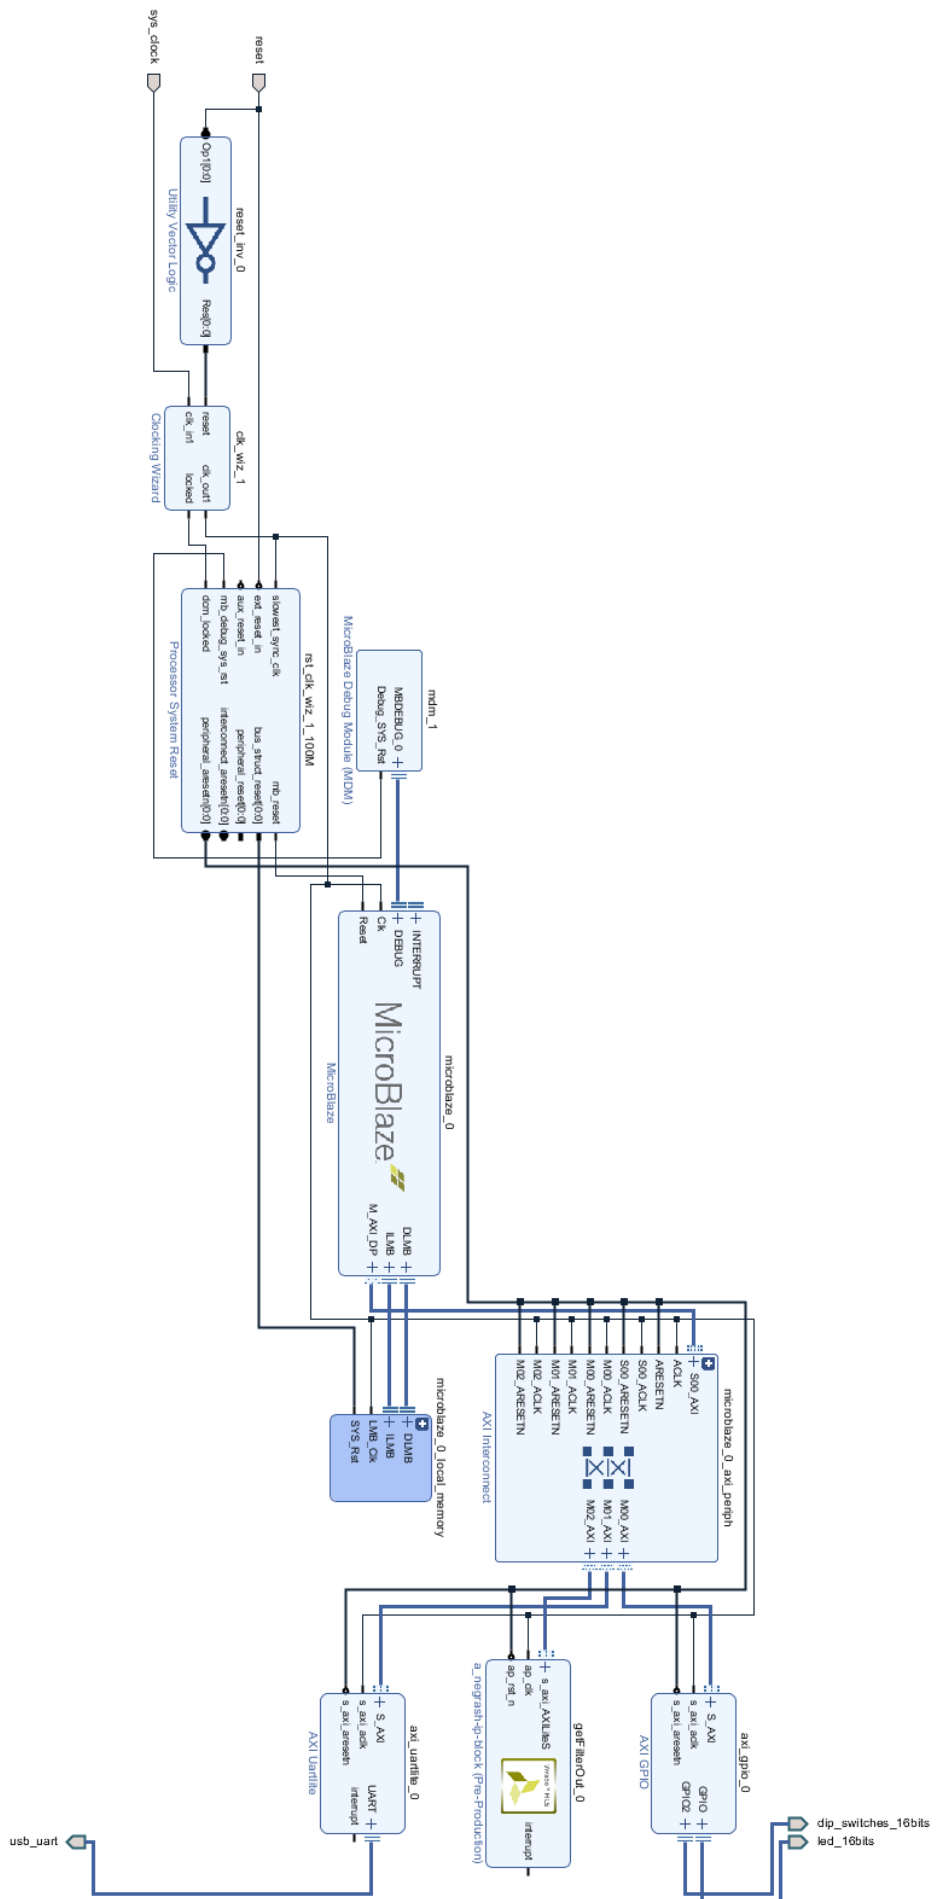 sys_clock
reset
Op1[0:0]
Res[0:0]
reset_inv_0
Utility Vector Logic
reset
clk_in1
clk_out1
locked
clk_wiz_1
Clocking Wizard
slowest_sync_clk
ext_reset_in
aux_reset_in
mb_debug_sys_rst
dcm_locked
mb_reset
bus_struct_reset[0:0]
peripheral_reset[0:0]
interconnect_aresetn[0:0]
peripheral_aresetn[0:0]
rst_clk_wiz_1_100M
Processor System Reset
mdm_1
MBDEBUG_0
Debug_SYS_Rst
MicroBlaze Debug Module (MDM)
microblaze_0
INTERRUPT
DEBUG
Clk
Reset
MicroBlaze
DLMB
ILMB
M_AXI_DP
MicroBlaze
microblaze_0_local_memory
DLMB
ILMB
LMB_Clk
SYS_Rst
microblaze_0_axi_periph
S00_AXI
ACLK
ARESETN
S00_ACLK
S00_ARESETN
M00_ACLK
M00_ARESETN
M01_ACLK
M01_ARESETN
M02_ACLK
M02_ARESETN
M00_AXI
M01_AXI
M02_AXI
AXI Interconnect
axi_gpio_0
S_AXI
s_axi_aclk
s_axi_aresetn
GPIO
GPIO2
AXI GPIO
getFilterOut_0
s_axi_AXILiteS
ap_clk
ap_rst_n
Vivado™ HLS
interrupt
a_negrash-ip-block (Pre-Production)
axi_uartlite_0
S_AXI
s_axi_aclk
s_axi_aresetn
UART
interrupt
AXI Uartlite
dip_switches_16bits
led_16bits
usb_uart